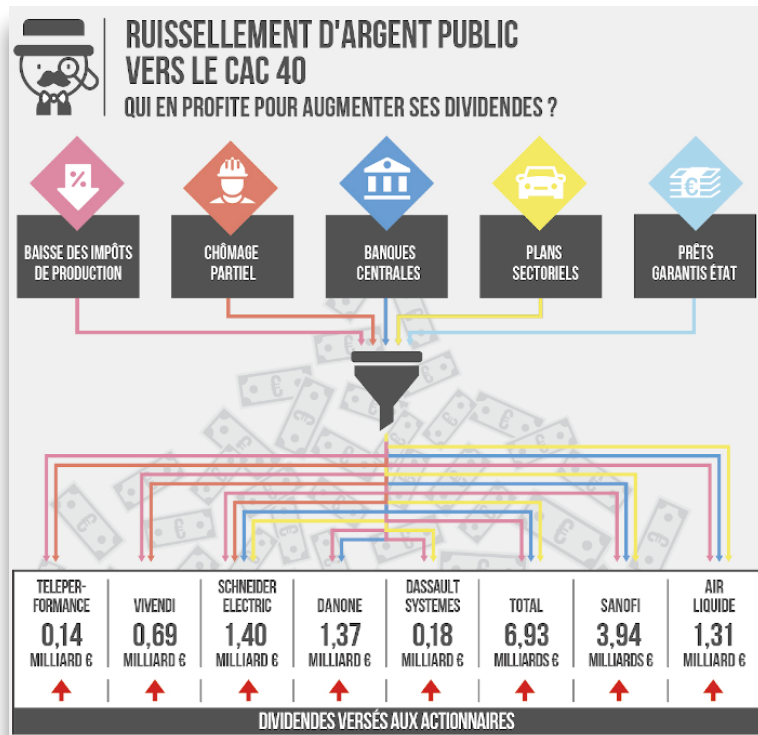 RUISSELLEMENT D'ARGENT PUBLIC
VERS LE CAC 40
QUI EN PROFITE POUR AUGMENTER SES DIVIDENDES ?
%
BAISSE DES IMPÔTS
DE PRODUCTION
CHÔMAGE
PARTIEL
BANQUES
CENTRALES
PLANS
SECTORIELS
€
PRÊTS
GARANTIS ÉTAT
TELEPER-
FORMANCE
0,14
MILLIARD €
VIVENDI
0,69
MILLIARD €
SCHNEIDER
ELECTRIC
1,40
MILLIARD €
DANONE
1,37
MILLIARD €
DASSAULT
SYSTEMES
0,18
MILLIARD €
TOTAL
6,93
MILLIARDS €
SANOFI
3,94
MILLIARDS €
AIR
LIQUIDE
1,31
MILLIARD €
DIVIDENDES VERSÉS AUX ACTIONNAIRES